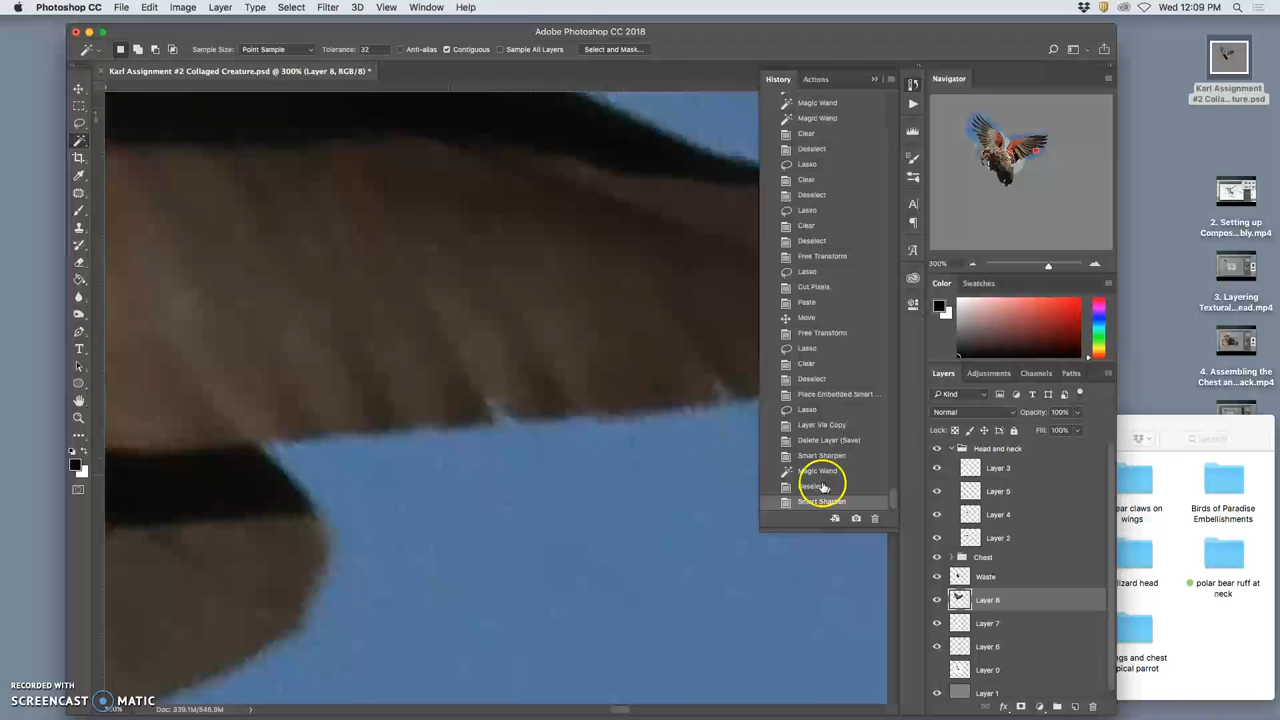 Photoshop CC File Edit Image Layer Type Select Filter 3D View Window Help Wed 12:09 PM
Adobe Photoshop CC 2018
Sample Size: Point Sample Tolerance: 32 Anti-alias Contiguous Sample All Layers Select and Mask...
Karl Assignment #2 Collaged Creature.psd @ 300% (Layer 8, RGB/8) *
History Actions
Magic Wand
Magic Wand
Clear
Deselect
Lasso
Clear
Deselect
Lasso
Clear
Deselect
Free Transform
Lasso
Cut Pixels
Paste
Move
Free Transform
Lasso
Clear
Deselect
Place Embedded Smart ...
Lasso
Layer Via Copy
Delete Layer (Save)
Smart Sharpen
Magic Wand
Deselect
Smart Sharpen
Navigator
300%
Color Swatches
Layers Adjustments Channels Paths
Kind
Normal Opacity: 100%
Lock: Fill: 100%
Head and neck
Layer 3
Layer 5
Layer 4
Layer 2
Chest
Waste
Layer 8
Layer 7
Layer 6
Layer 0
Layer 1
Karl Assignment
#2 Colla...ture.psd
2. Setting up
Compos...bly.mp4
3. Layering
Textural...ead.mp4
4. Assembling the
Chest an...ack.mp4
Search
ear claws on
wings
Birds of Paradise
Embellishments
lizard head
polar bear ruff at
neck
ngs and chest
opical parrot
RECORDED WITH
SCREENCAST MATIC
Doc: 339.1M/546.9M